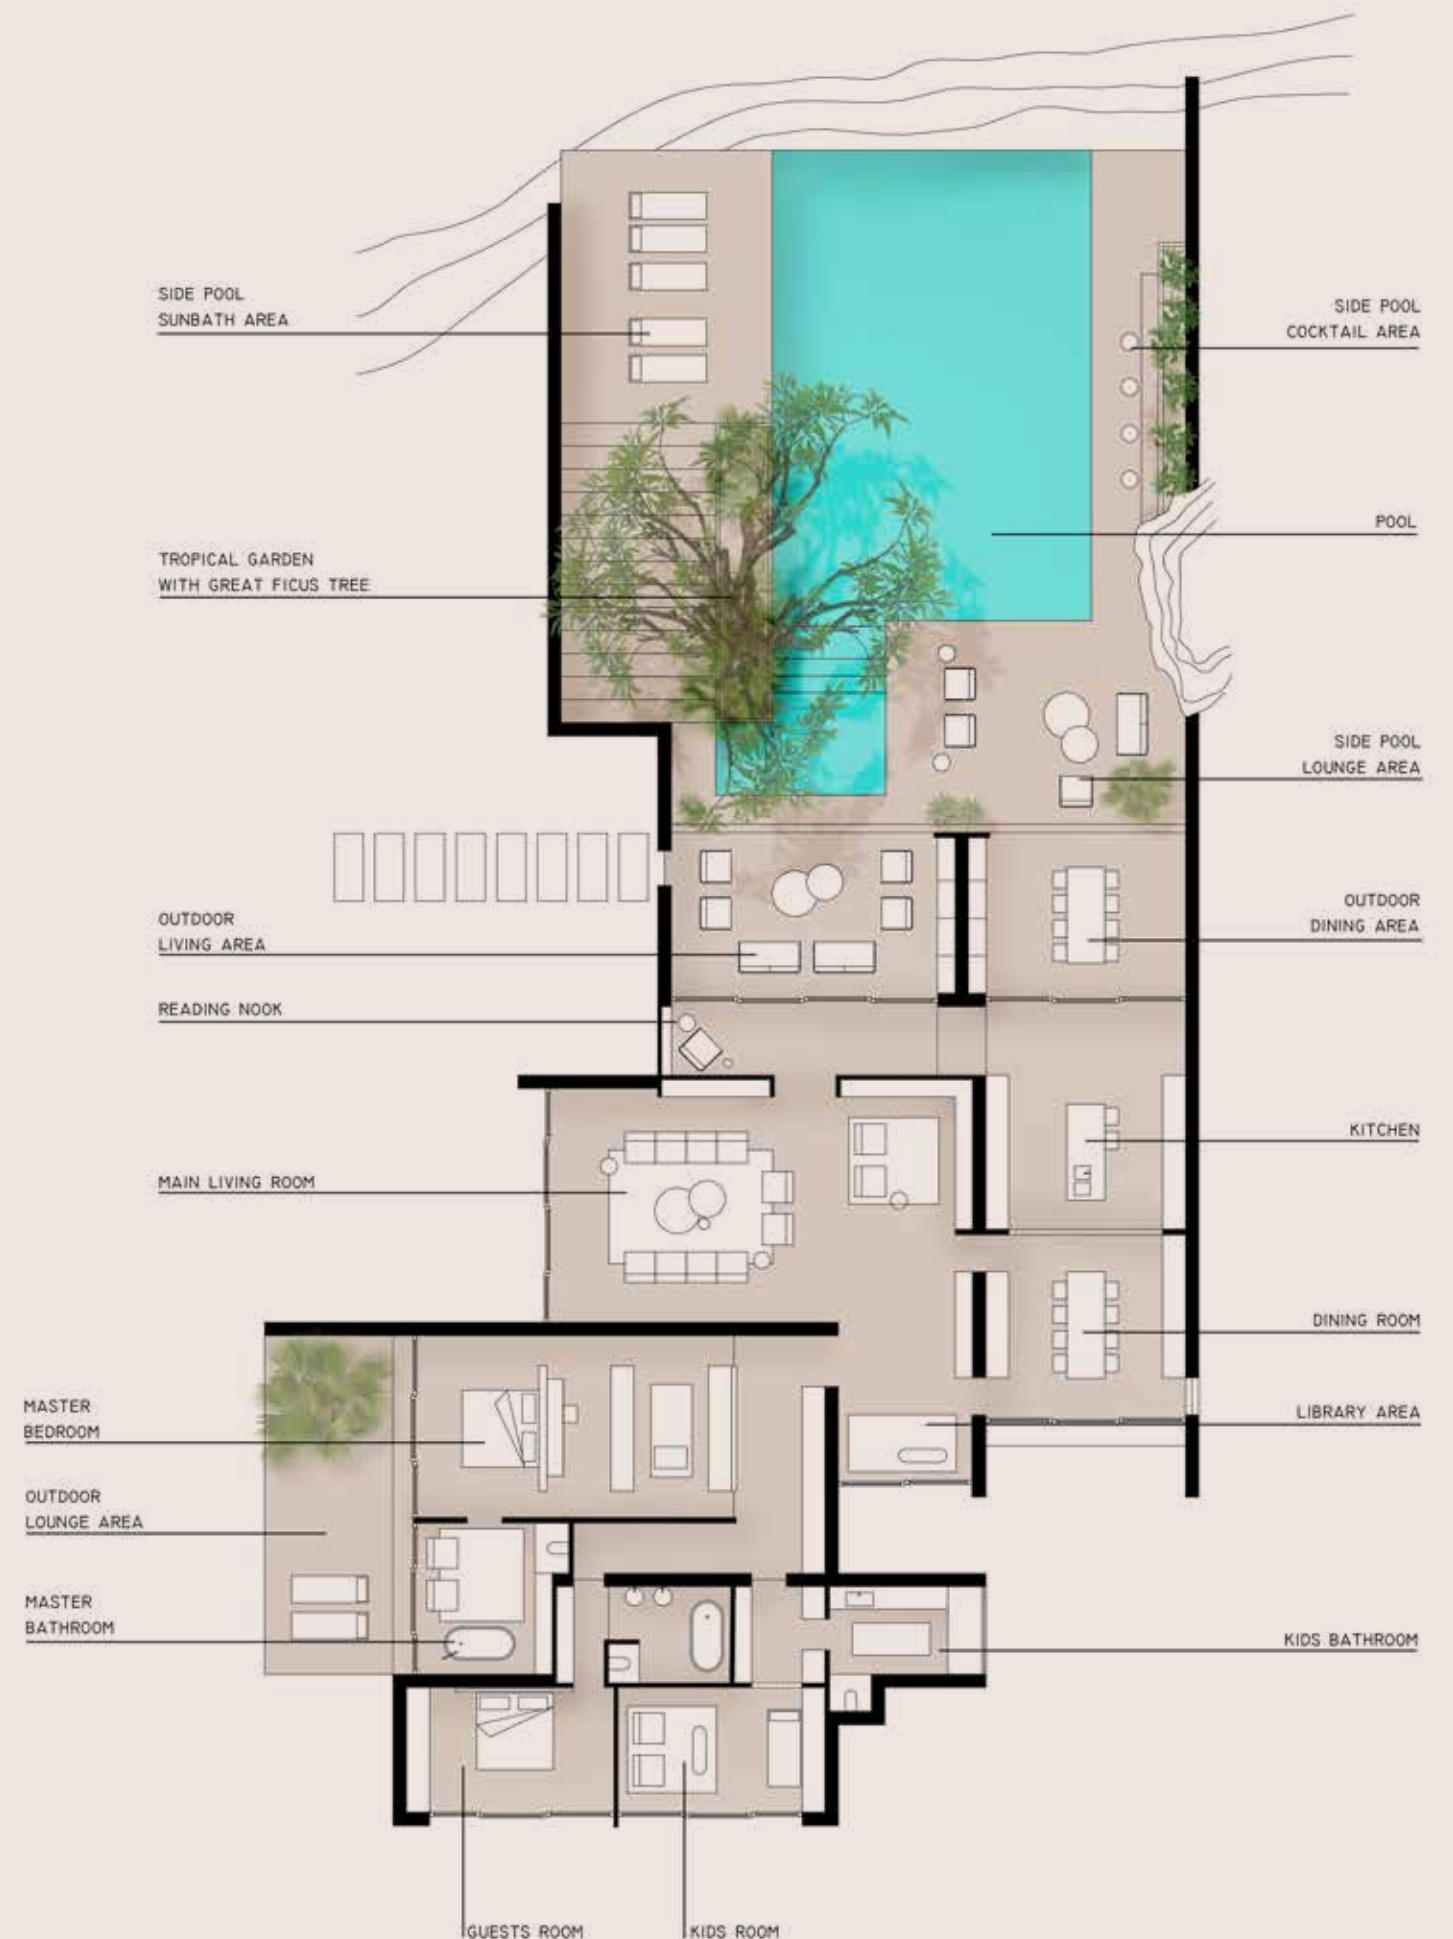 SIDE POOL
SUNBATH AREA
SIDE POOL
COCKTAIL AREA
POOL
TROPICAL GARDEN
WITH GREAT FICUS TREE
SIDE POOL
LOUNGE AREA
OUTDOOR
DINING AREA
OUTDOOR
LIVING AREA
READING NOOK
KITCHEN
MAIN LIVING ROOM
DINING ROOM
LIBRARY AREA
MASTER
BEDROOM
OUTDOOR
LOUNGE AREA
MASTER
BATHROOM
KIDS BATHROOM
GUESTS ROOM
KIDS ROOM